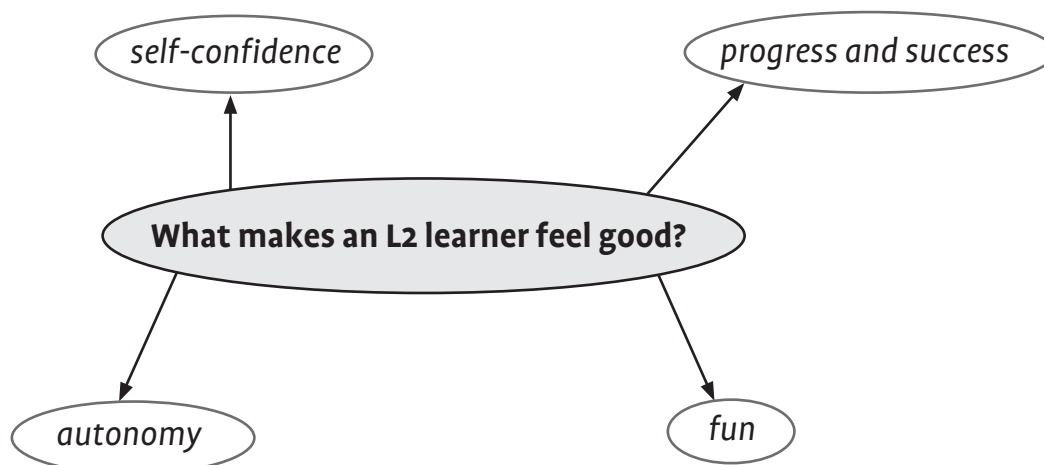 self-confidence
progress and success
What makes an L2 learner feel good?
autonomy
fun